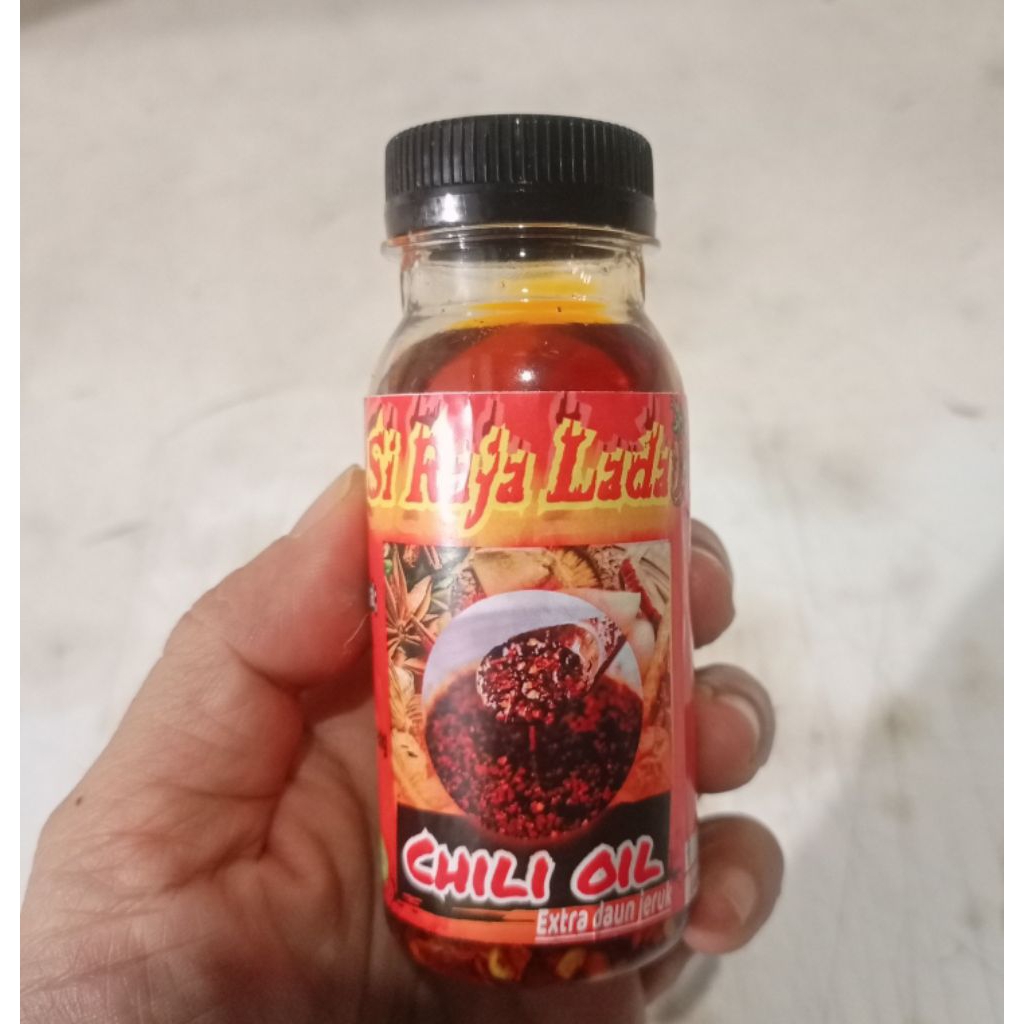 Si Raja Lada
CHILI OIL
Extra daun jeruk